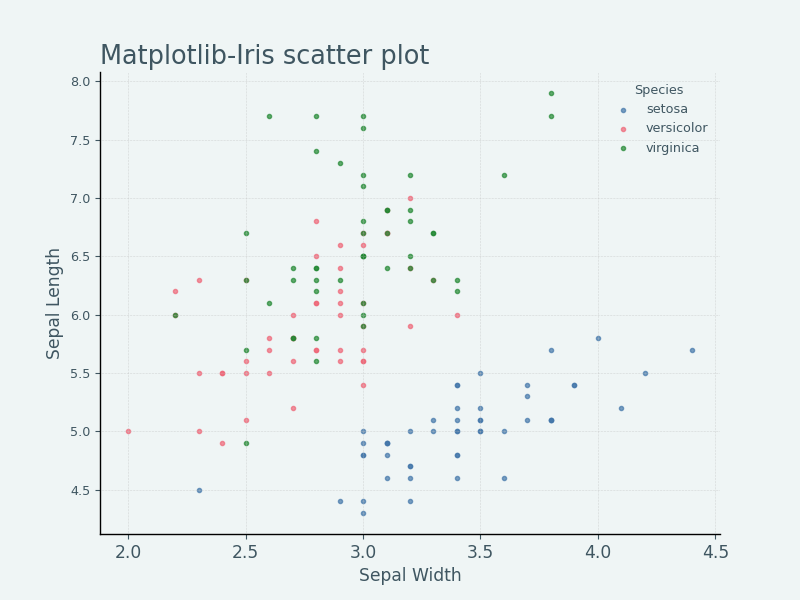 Matplotlib-Iris scatter plot
Species
setosa
versicolor
virginica
Sepal Length
8.0
7.5
7.0
6.5
6.0
5.5
5.0
4.5
2.0 2.5 3.0 3.5 4.0 4.5
Sepal Width